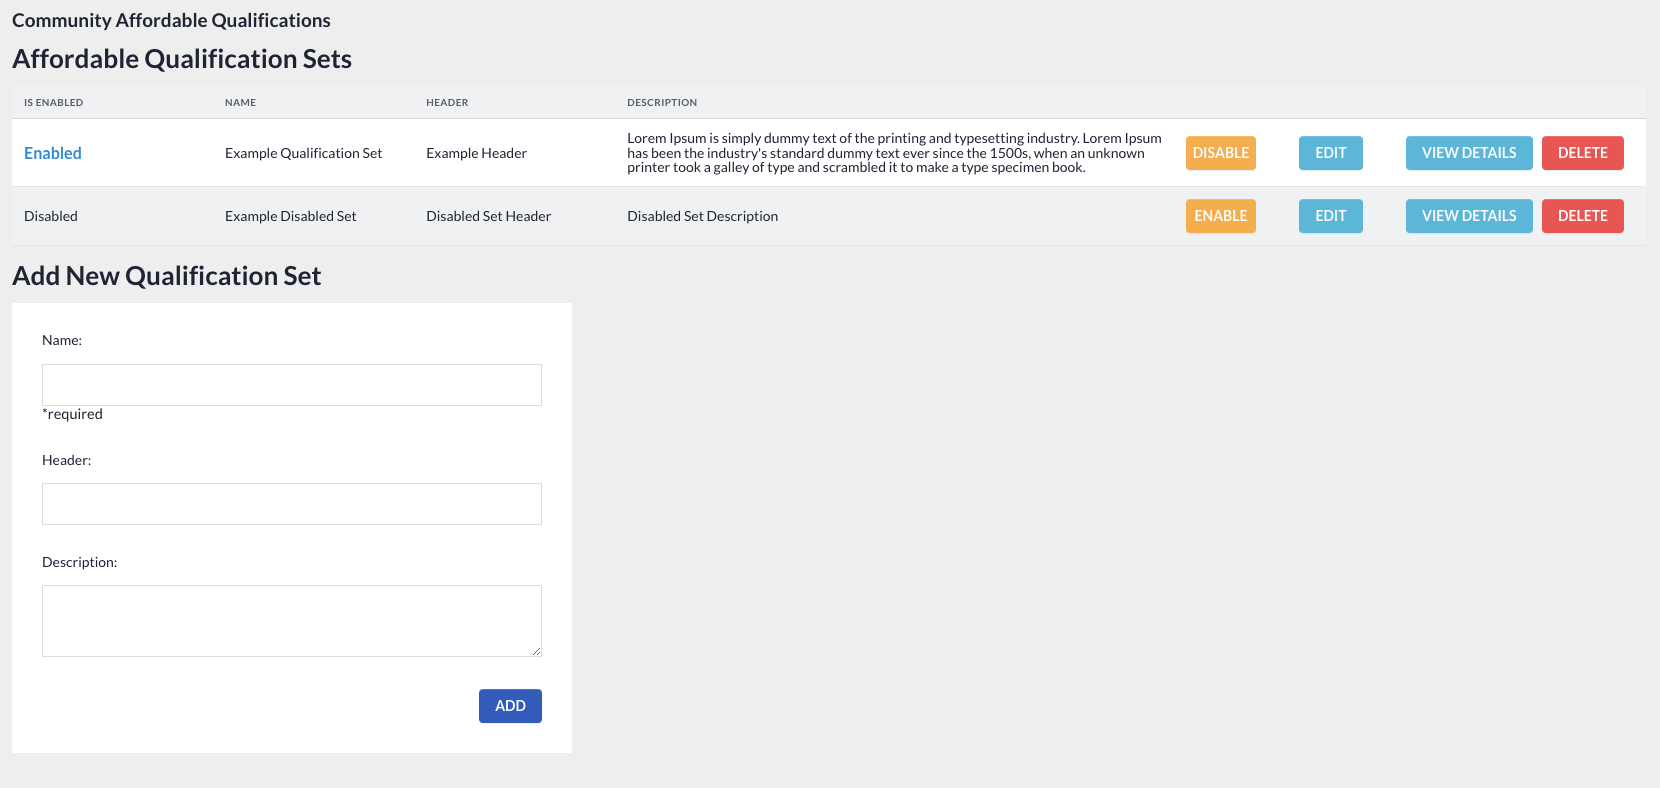 Community Affordable Qualifications
Affordable Qualification Sets
IS ENABLED NAME HEADER DESCRIPTION
Enabled Example Qualification Set Example Header Lorem Ipsum is simply dummy text of the printing and typesetting industry. Lorem Ipsum
has been the industry's standard dummy text ever since the 1500s, when an unknown
printer took a galley of type and scrambled it to make a type specimen book.
DISABLE EDIT VIEW DETAILS DELETE
Disabled Example Disabled Set Disabled Set Header Disabled Set Description ENABLE EDIT VIEW DETAILS DELETE
Add New Qualification Set
Name:
*required
Header:
Description:
ADD